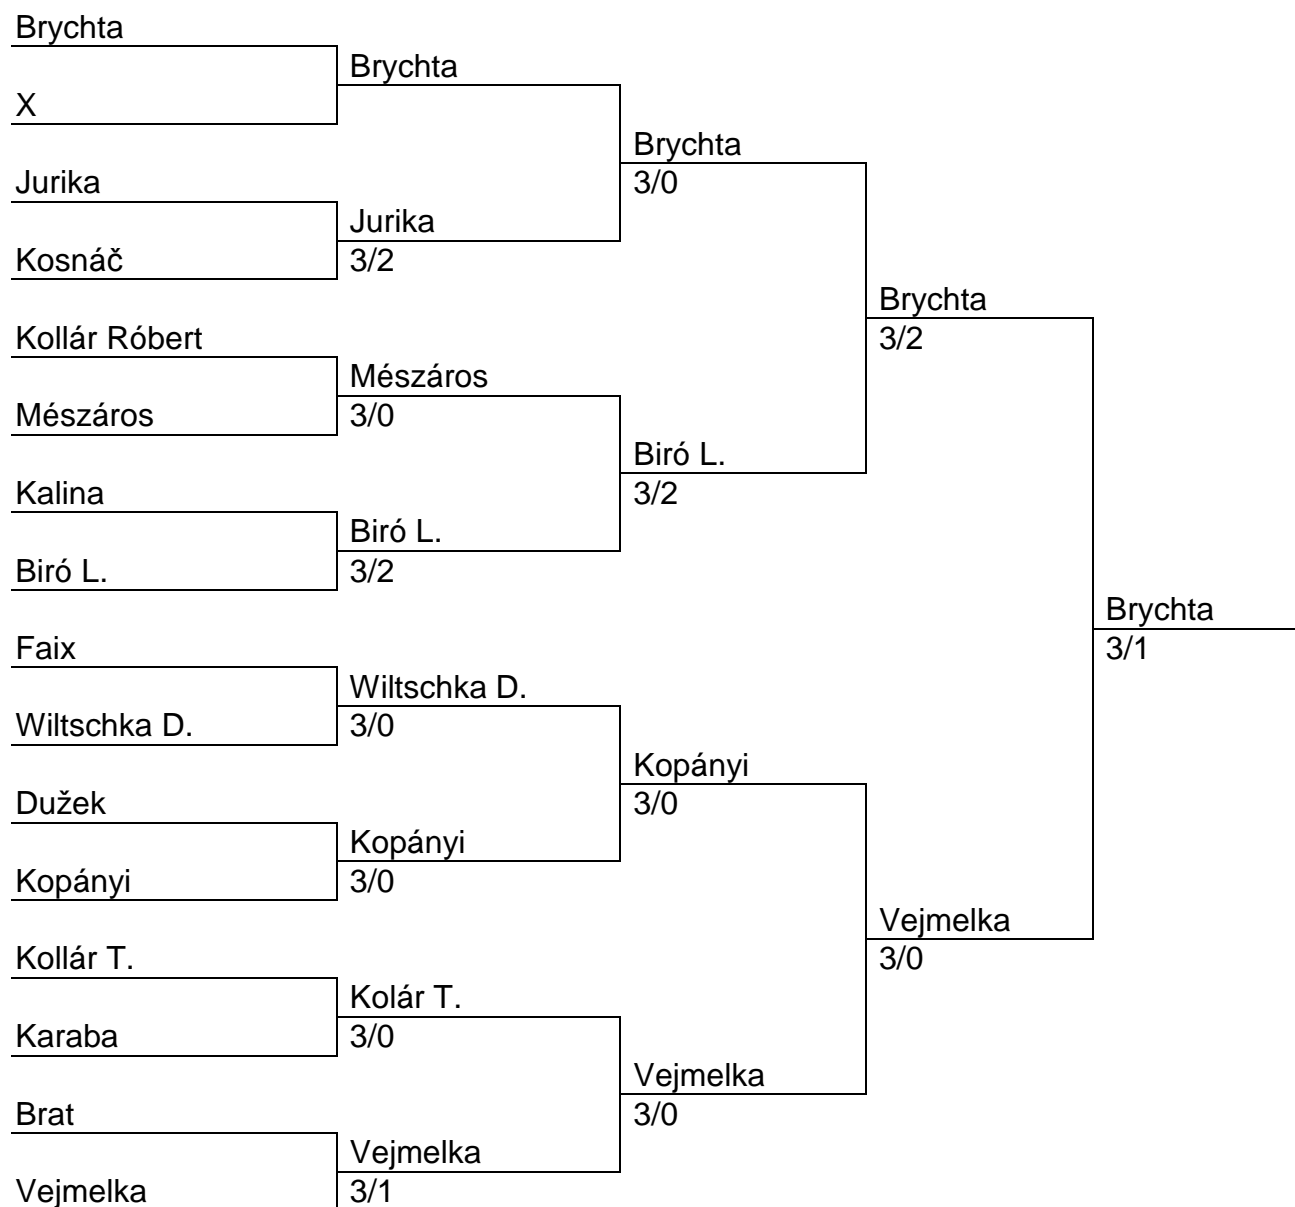 Brychta
Brychta
X
Brychta
3/0
Jurika
Jurika
3/2
Kosnáč
Brychta
3/2
Kollár Róbert
Mészáros
3/0
Mészáros
Biró L.
3/2
Kalina
Biró L.
3/2
Biró L.
Brychta
3/1
Faix
Wiltschka D.
3/0
Wiltschka D.
Kopányi
3/0
Dužek
Kopányi
3/0
Kopányi
Vejmelka
3/0
Kollár T.
Kolár T.
3/0
Karaba
Vejmelka
3/0
Brat
Vejmelka
3/1
Vejmelka